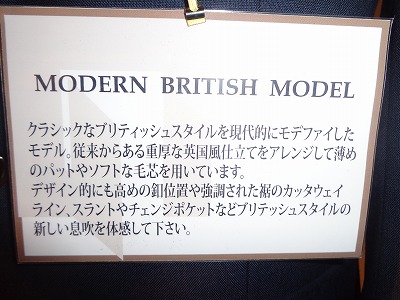 MODERN BRITISH MODEL
クラシックなブリティッシュスタイルを現代的にモデファイした
モデル。従来からある重厚な英国風仕立てをアレンジして薄め
のパットやソフトな毛芯を用いています。
デザイン的にも高めの釦位置や強調された裾のカッタウェイ
ライン、スラントやチェンジポケットなどブリテッシュスタイルの
新しい息吹を体感して下さい。